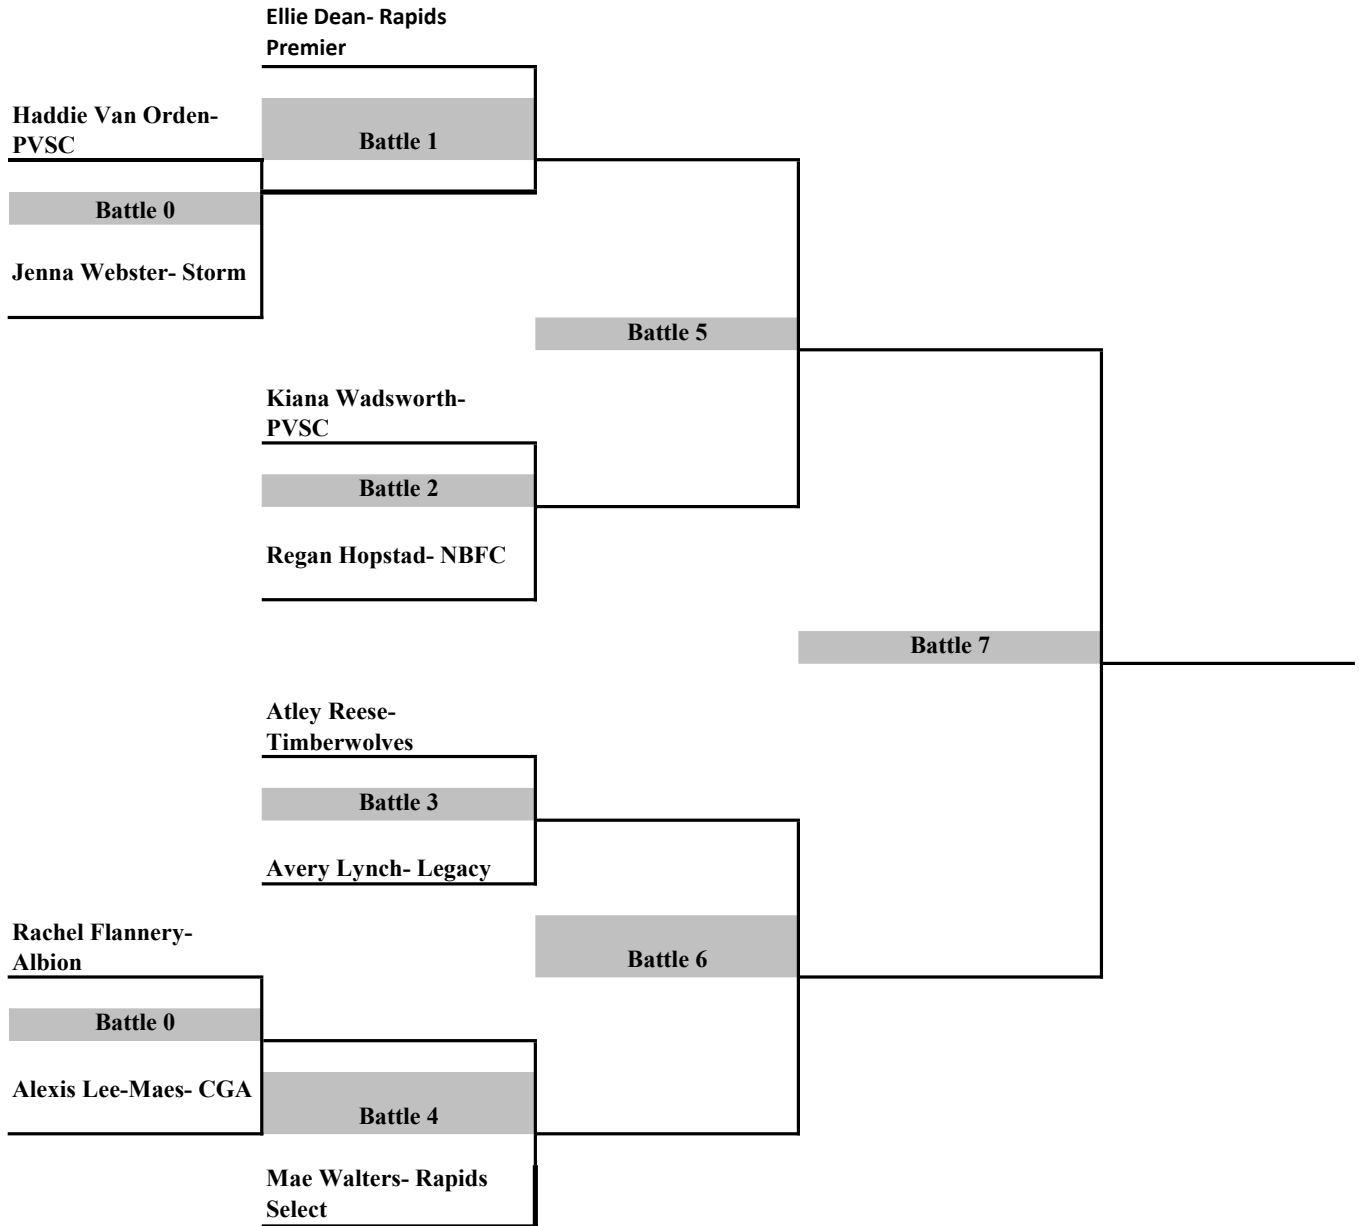 Ellie Dean- Rapids
Premier
Haddie Van Orden-
PVSC
Battle 1
Battle 0
Jenna Webster- Storm
Battle 5
Kiana Wadsworth-
PVSC
Battle 2
Regan Hopstad- NBFC
Battle 7
Atley Reese-
Timberwolves
Battle 3
Avery Lynch- Legacy
Rachel Flannery-
Albion
Battle 6
Battle 0
Alexis Lee-Maes- CGA
Battle 4
Mae Walters- Rapids
Select